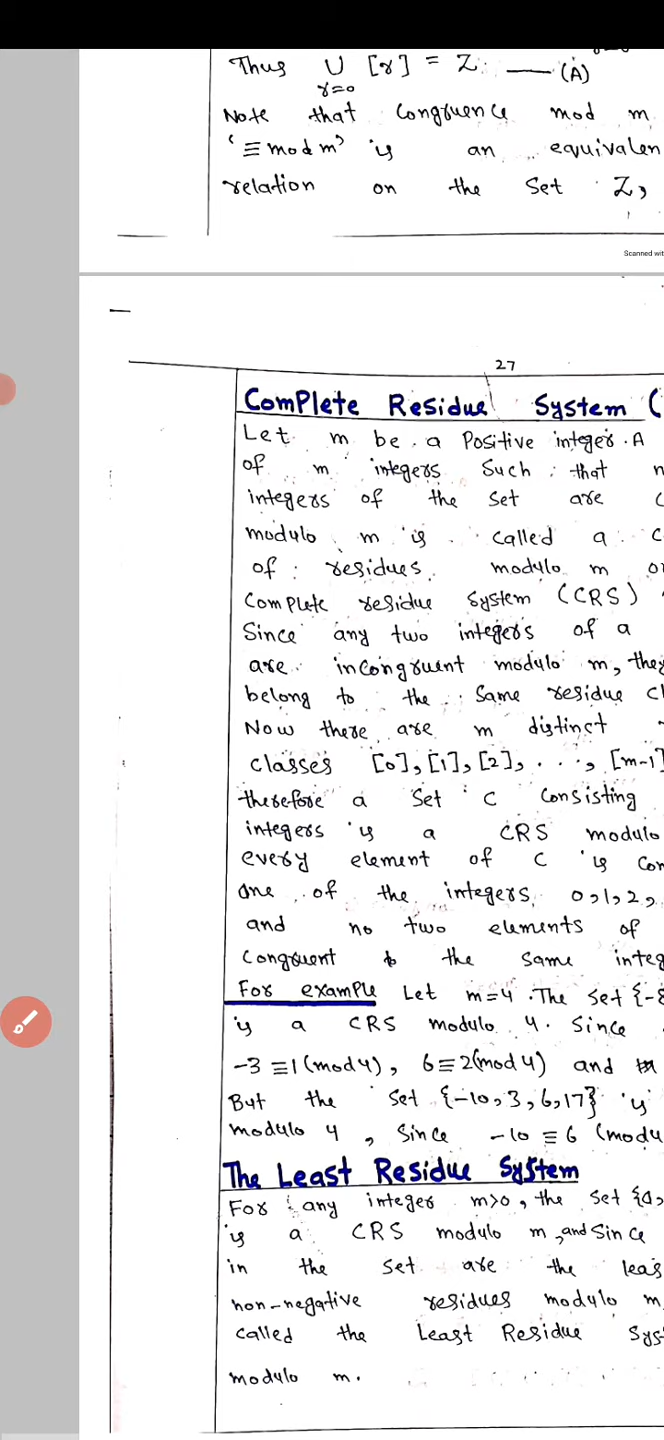 Thus ∪ [r] = Z. — (A)
r=0
Note that congruence mod m
'≡ mod m' is an equivalen
relation on the Set Z,
Scanned wit
27
Complete Residue System (
Let m be a Positive integer. A
of m integers Such that n
integers of the set are c
modulo m is called a c
of residues modulo m or
Complete residue System (CRS)
Since any two integers of a
are incongruent modulo m, they
belong to the Same residue cl
Now there are m distinct
classes [0], [1], [2], . . ., [m-1]
therefore a Set C Consisting
integers is a CRS modulo
every element of C is Con
one of the integers, 0,1,2,
and no two elements of
Congruent to the same integ
For example Let m=4. The Set {-8
is a CRS modulo 4. Since
-3 ≡ 1 (mod 4), 6 ≡ 2 (mod 4) and
But the Set {-10, 3, 6, 17} is
modulo 4, Since -10 ≡ 6 (modu
The Least Residue System
For any integer m>0, the Set {0,
is a CRS modulo m, and Since
in the set are the leas
non-negative residues modulo m
called the Least Residue Sys
modulo m.